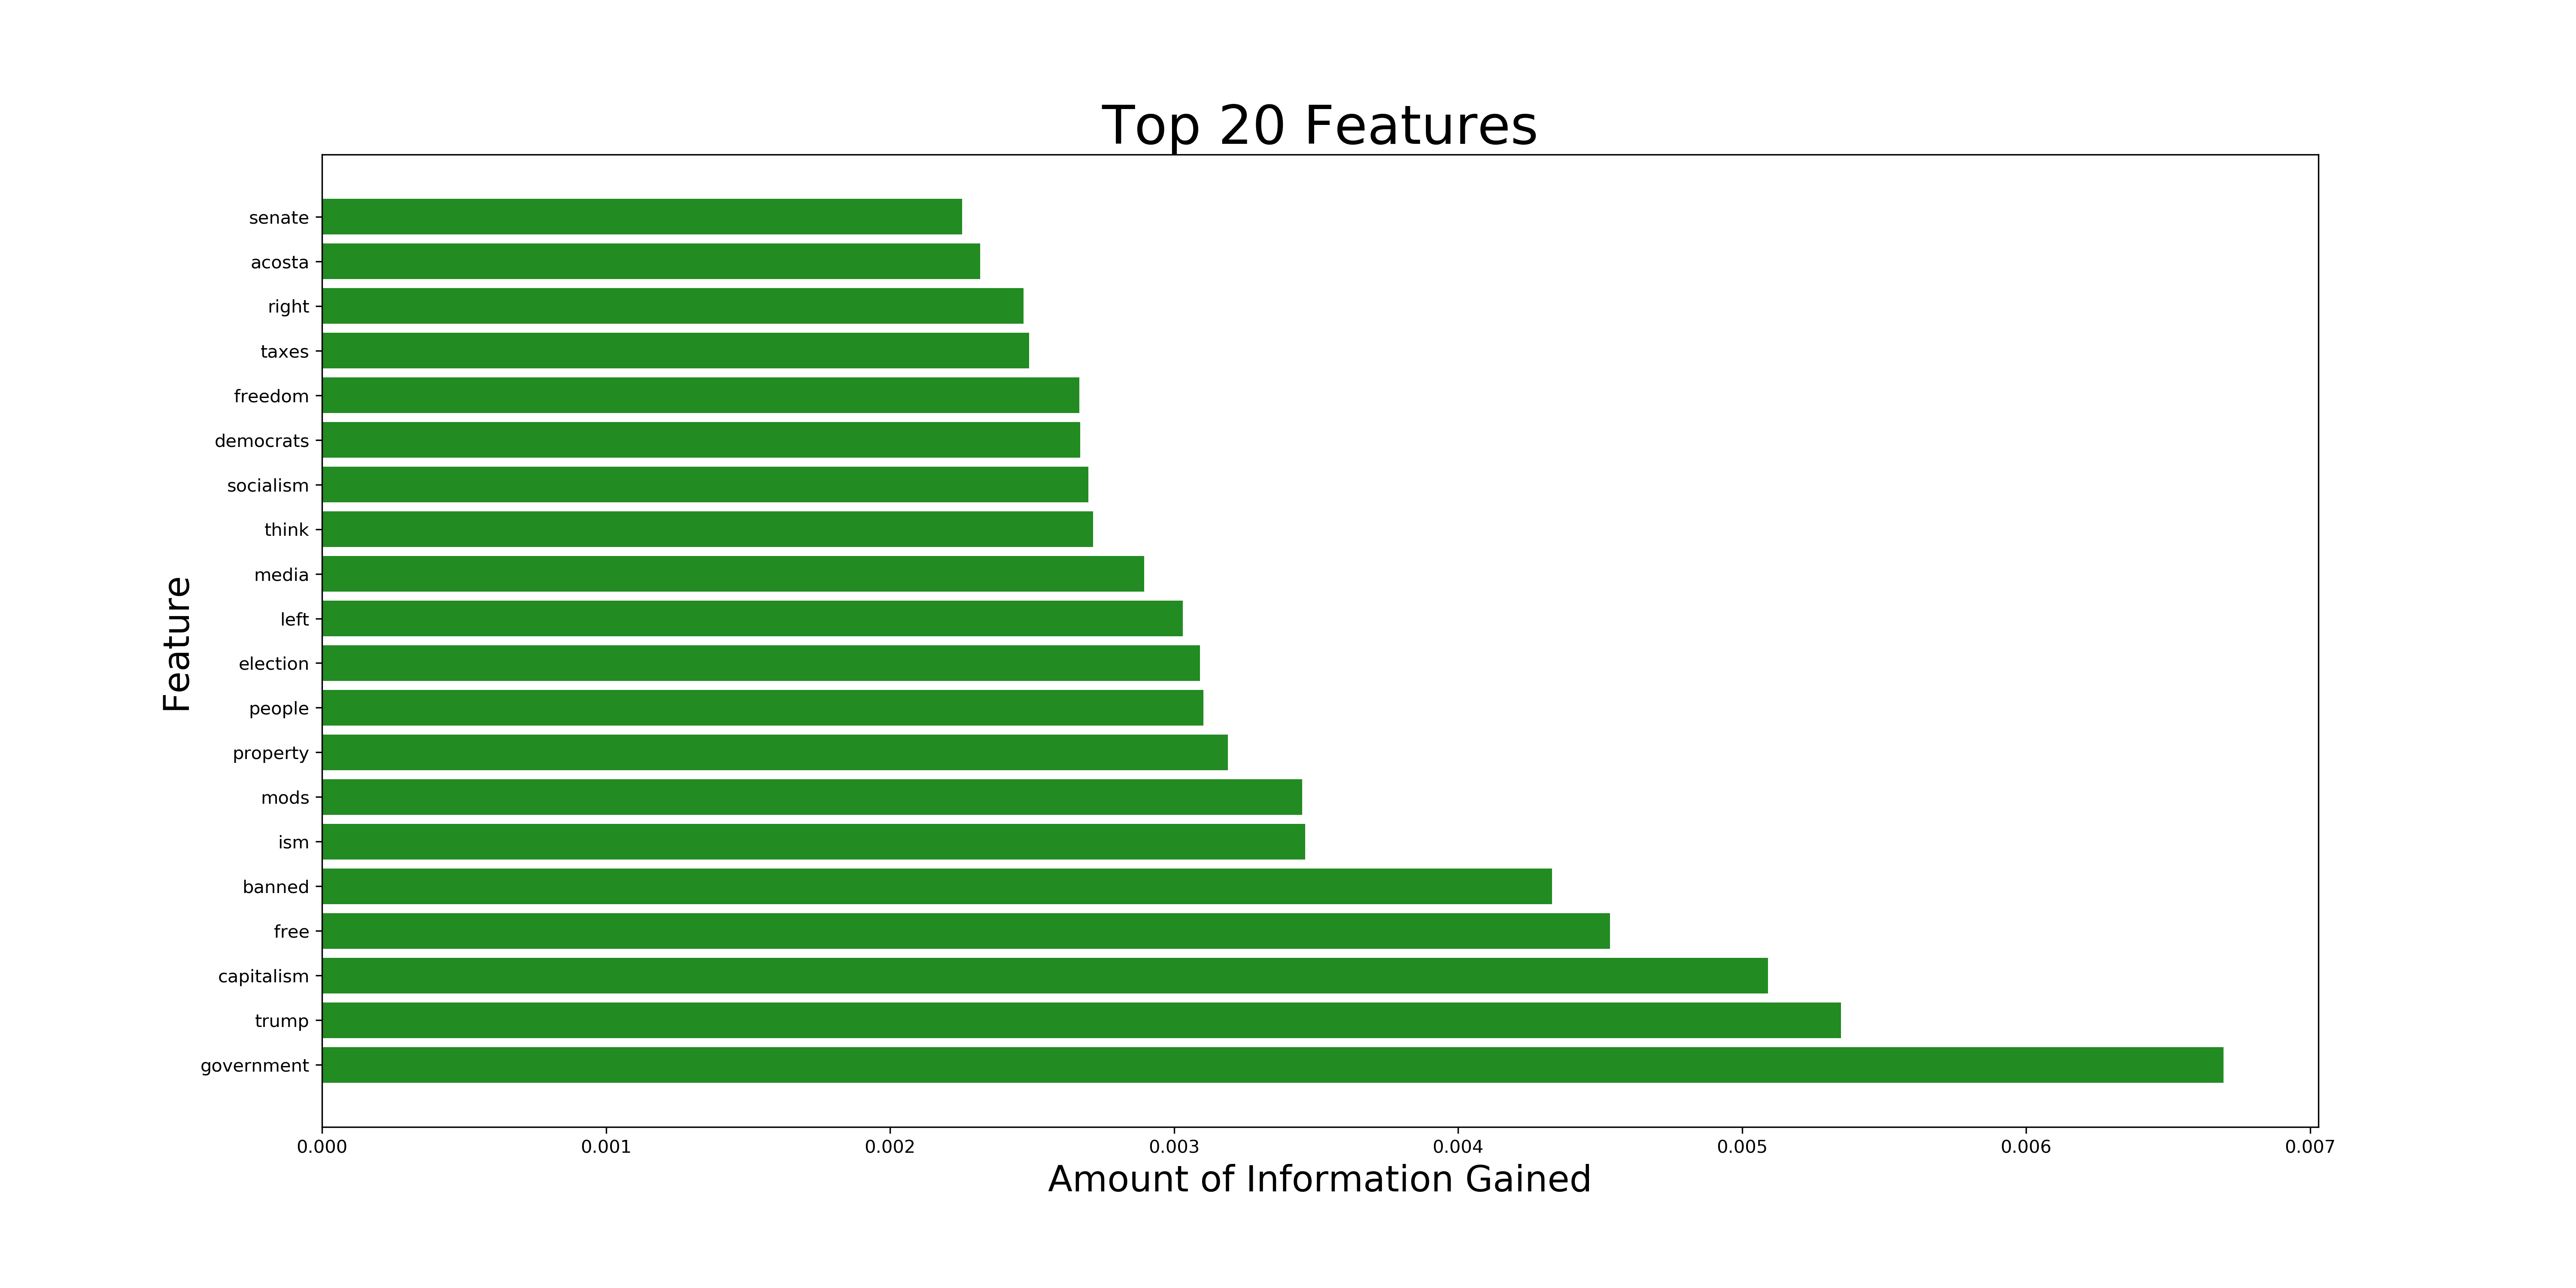 Top 20 Features
senate
acosta
right
taxes
freedom
democrats
socialism
think
media
left
election
people
property
mods
ism
banned
free
capitalism
trump
government
Feature
0.000 0.001 0.002 0.003 0.004 0.005 0.006 0.007
Amount of Information Gained